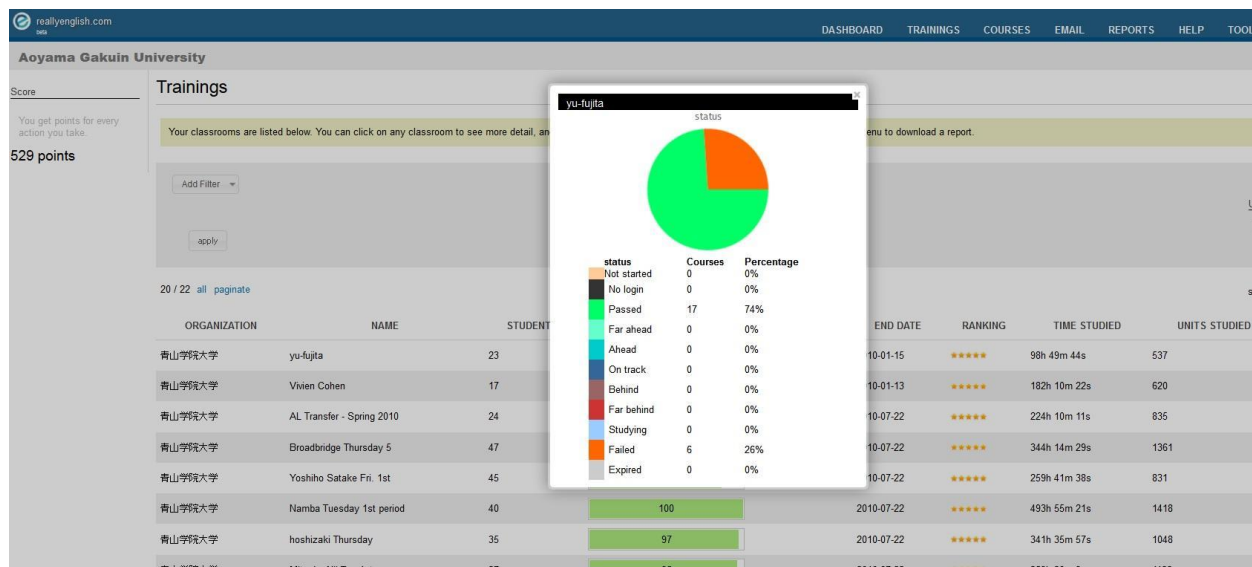 reallyenglish.com
DASHBOARD TRAININGS COURSES EMAIL REPORTS HELP TOOL
Aoyama Gakuin University
Score
You get points for every
action you take.
529 points
Trainings
Your classrooms are listed below. You can click on any classroom to see more detail, an
enu to download a report.
Add Filter
apply
20 / 22 all paginate
ORGANIZATION NAME STUDENT END DATE RANKING TIME STUDIED UNITS STUDIED
青山学院大学 yu-fujita 23 10-01-15 ★★★★★ 98h 49m 44s 537
青山学院大学 Vivien Cohen 17 10-01-13 ★★★★★ 182h 10m 22s 620
青山学院大学 AL Transfer - Spring 2010 24 10-07-22 ★★★★★ 224h 10m 11s 835
青山学院大学 Broadbridge Thursday 5 47 10-07-22 ★★★★★ 344h 14m 29s 1361
青山学院大学 Yoshiho Satake Fri. 1st 45 10-07-22 ★★★★★ 259h 41m 38s 831
青山学院大学 Namba Tuesday 1st period 40 100 2010-07-22 ★★★★★ 493h 55m 21s 1418
青山学院大学 hoshizaki Thursday 35 97 2010-07-22 ★★★★★ 341h 35m 57s 1048
yu-fujita
status
status Courses Percentage
Not started 0 0%
No login 0 0%
Passed 17 74%
Far ahead 0 0%
Ahead 0 0%
On track 0 0%
Behind 0 0%
Far behind 0 0%
Studying 0 0%
Failed 6 26%
Expired 0 0%